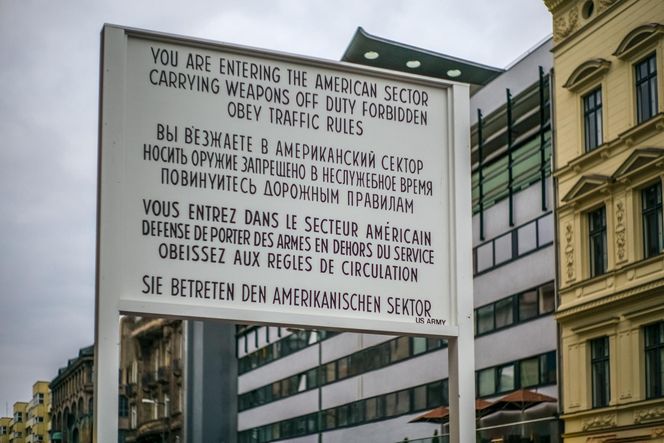 YOU ARE ENTERING THE AMERICAN SECTOR
CARRYING WEAPONS OFF DUTY FORBIDDEN
OBEY TRAFFIC RULES
ВЫ ВЪЕЗЖАЕТЕ В АМЕРИКАНСКИЙ СЕКТОР
НОСИТЬ ОРУЖИЕ ЗАПРЕЩЕНО В НЕСЛУЖЕБНОЕ ВРЕМЯ
ПОВИНУЙТЕСЬ ДОРОЖНЫМ ПРАВИЛАМ
VOUS ENTREZ DANS LE SECTEUR AMÉRICAIN
DEFENSE DE PORTER DES ARMES EN DEHORS DU SERVICE
OBEISSEZ AUX REGLES DE CIRCULATION
SIE BETRETEN DEN AMERIKANISCHEN SEKTOR
US ARMY